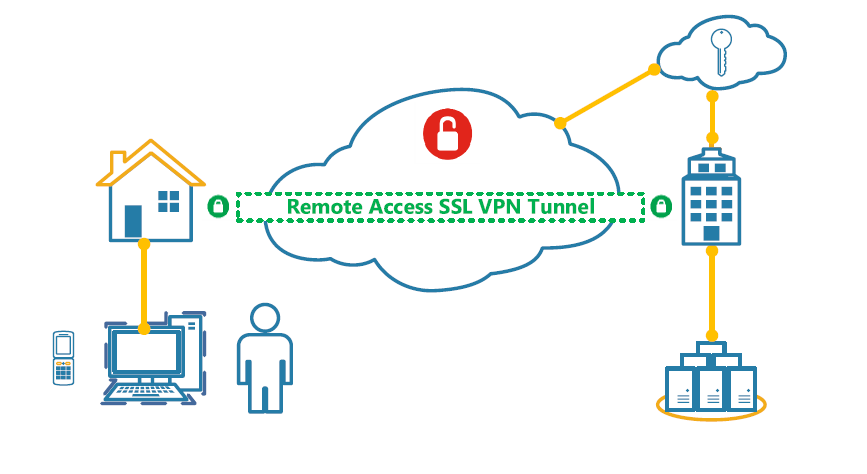 Remote Access SSL VPN Tunnel